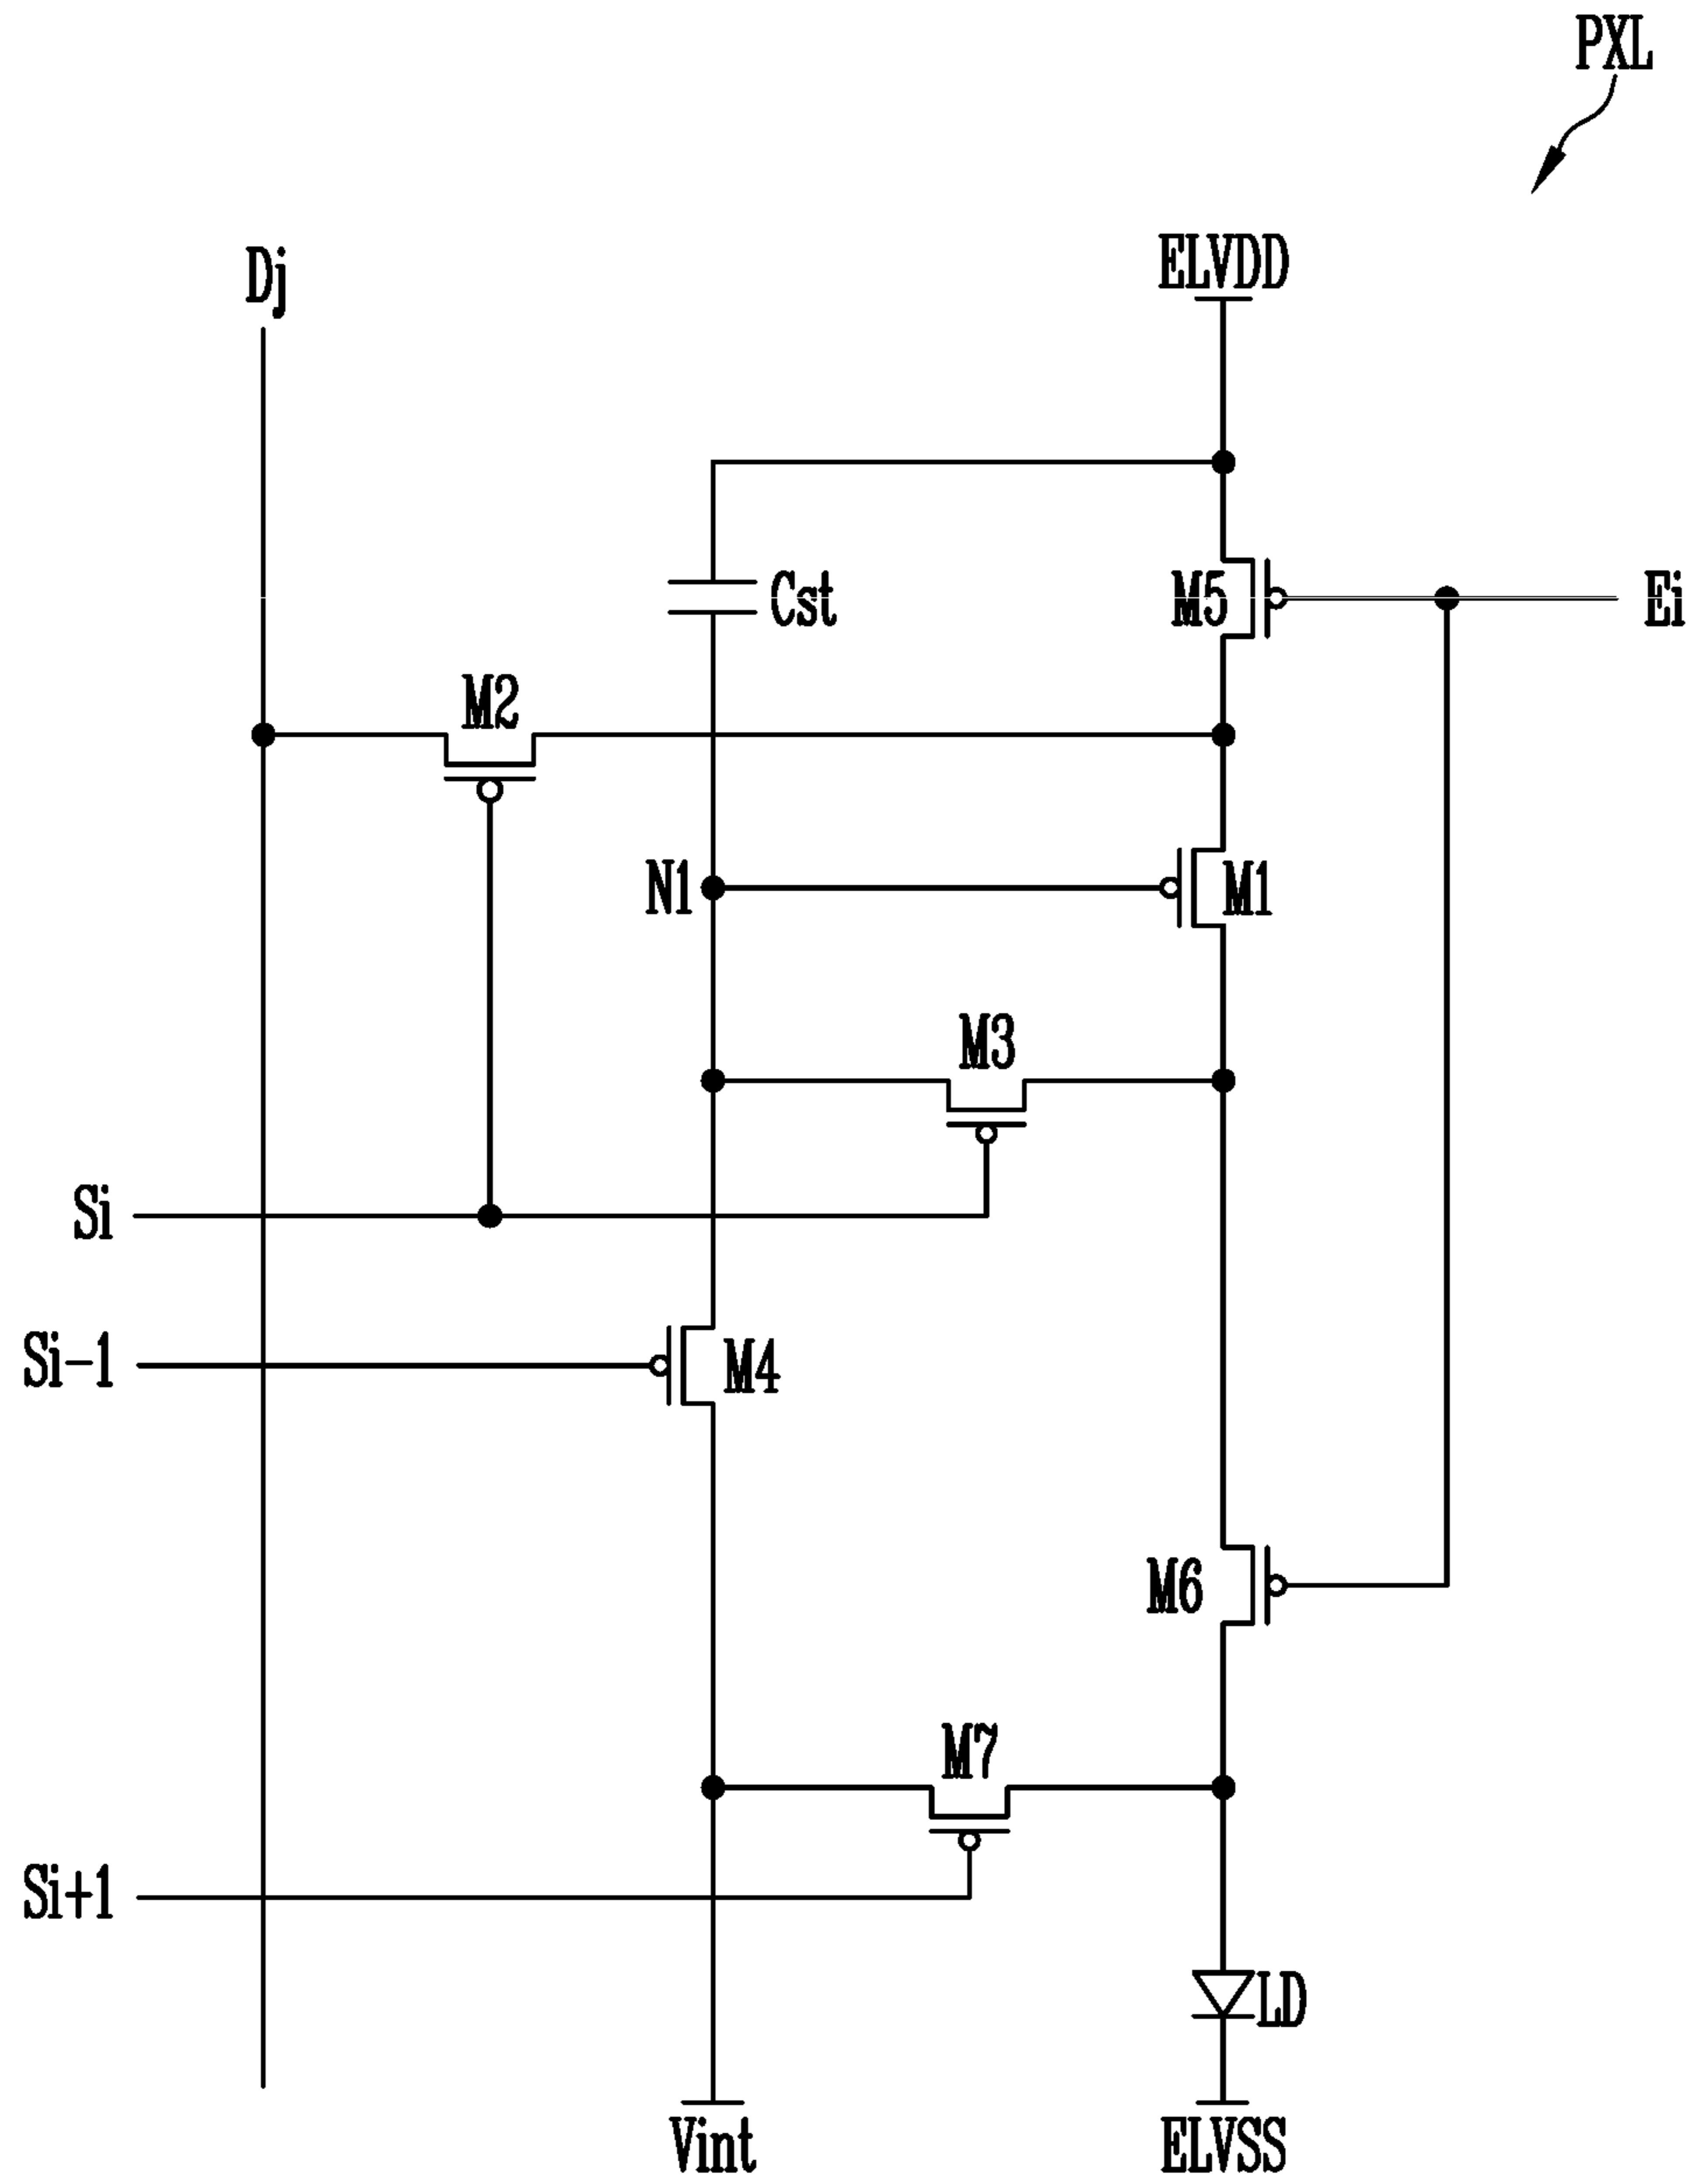 PXL
Dj
ELVDD
Cst
M5
Ei
M2
N1
M1
M3
Si
Si-1
M4
M6
M7
Si+1
LD
Vint
ELVSS